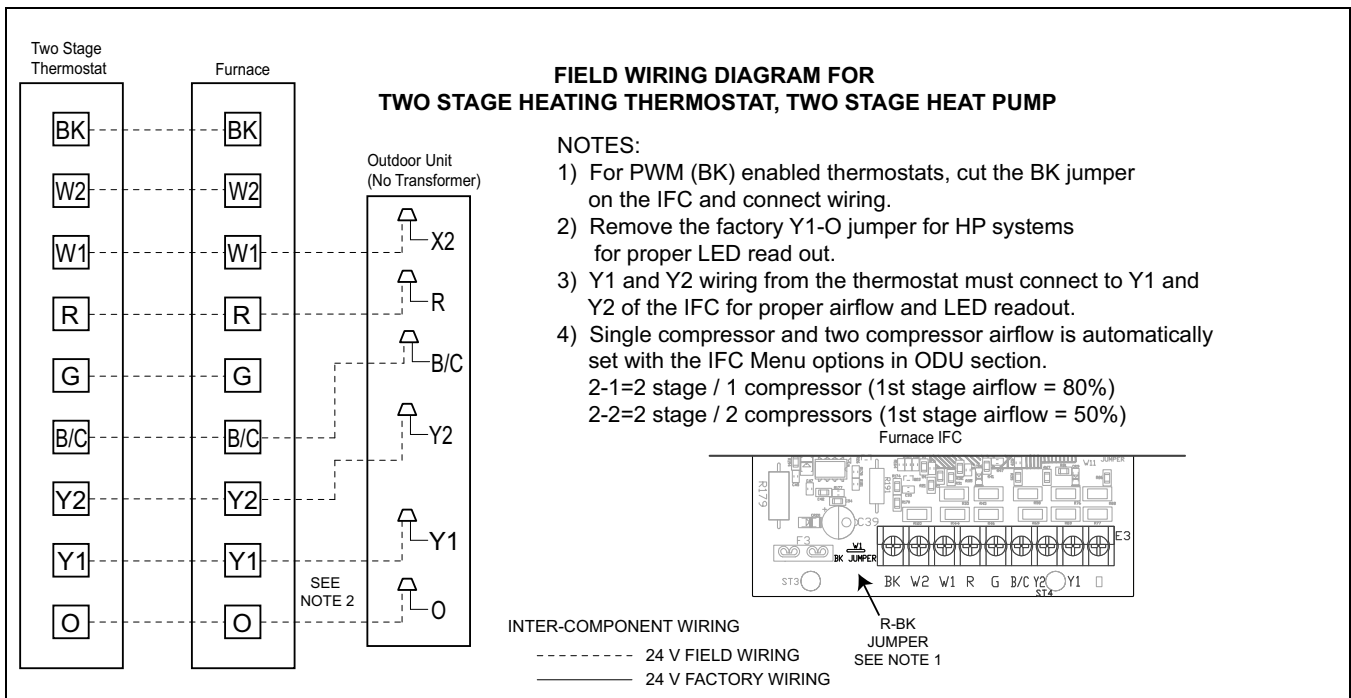 Two Stage
Thermostat
Furnace
FIELD WIRING DIAGRAM FOR
TWO STAGE HEATING THERMOSTAT, TWO STAGE HEAT PUMP
BK
W2
W1
R
G
B/C
Y2
Y1
O
BK
W2
W1
R
G
B/C
Y2
Y1
O
SEE
NOTE 2
Outdoor Unit
(No Transformer)
X2
R
B/C
Y2
Y1
O
NOTES:
1) For PWM (BK) enabled thermostats, cut the BK jumper
on the IFC and connect wiring.
2) Remove the factory Y1-O jumper for HP systems
for proper LED read out.
3) Y1 and Y2 wiring from the thermostat must connect to Y1 and
Y2 of the IFC for proper airflow and LED readout.
4) Single compressor and two compressor airflow is automatically
set with the IFC Menu options in ODU section.
2-1=2 stage / 1 compressor (1st stage airflow = 80%)
2-2=2 stage / 2 compressors (1st stage airflow = 50%)
Furnace IFC
W11 JUMPER
R179
R191
C39
F3
W1
BK JUMPER
E3
ST3
BK W2 W1 R G B/C Y2 Y1
ST4
R-BK
JUMPER
SEE NOTE 1
INTER-COMPONENT WIRING
24 V FIELD WIRING
24 V FACTORY WIRING